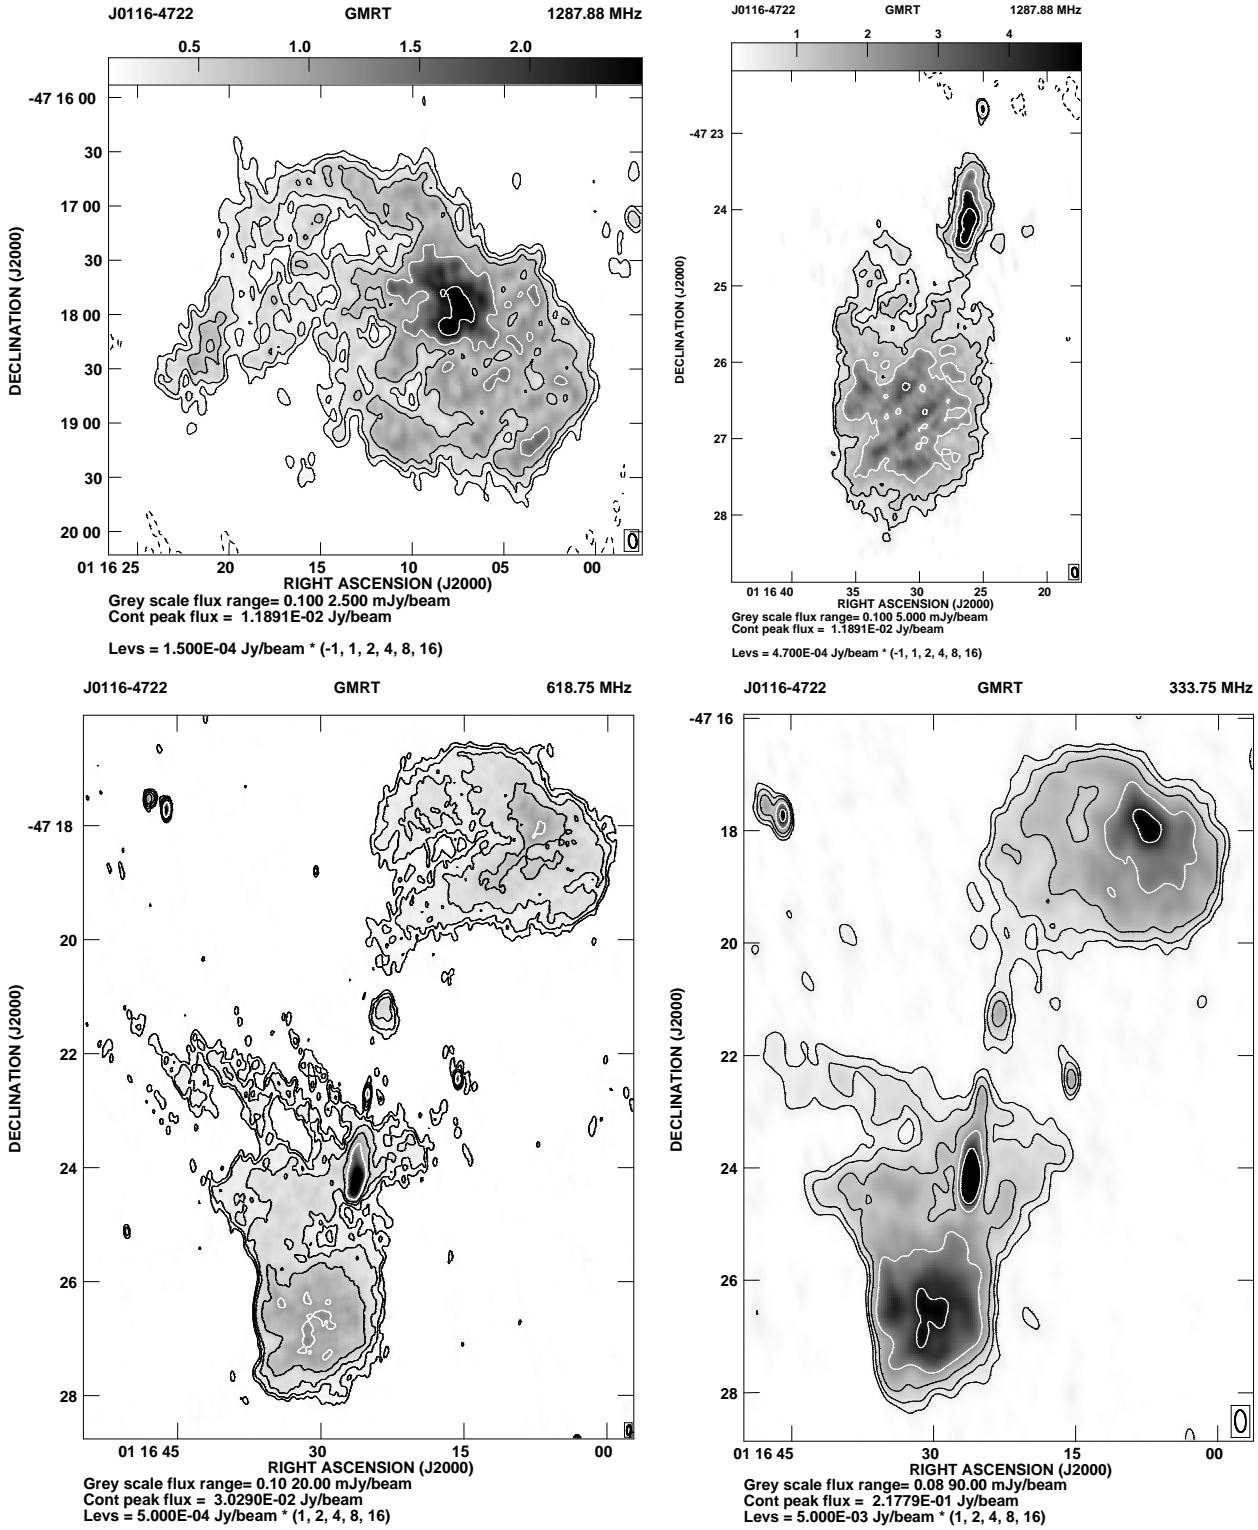 J0116-4722 GMRT 1287.88 MHz
0.5 1.0 1.5 2.0
-47 16 00
30
17 00
30
18 00
30
19 00
30
20 00
DECLINATION (J2000)
01 16 25 20 15 10 05 00
RIGHT ASCENSION (J2000)
Grey scale flux range= 0.100 2.500 mJy/beam
Cont peak flux = 1.1891E-02 Jy/beam
Levs = 1.500E-04 Jy/beam * (-1, 1, 2, 4, 8, 16)
J0116-4722 GMRT 1287.88 MHz
1 2 3 4
-47 23
24
25
26
27
28
DECLINATION (J2000)
01 16 40 35 30 25 20
RIGHT ASCENSION (J2000)
Grey scale flux range= 0.100 5.000 mJy/beam
Cont peak flux = 1.1891E-02 Jy/beam
Levs = 4.700E-04 Jy/beam * (-1, 1, 2, 4, 8, 16)
J0116-4722 GMRT 618.75 MHz
-47 18
20
22
24
26
28
DECLINATION (J2000)
01 16 45 30 15 00
RIGHT ASCENSION (J2000)
Grey scale flux range= 0.10 20.00 mJy/beam
Cont peak flux = 3.0290E-02 Jy/beam
Levs = 5.000E-04 Jy/beam * (1, 2, 4, 8, 16)
J0116-4722 GMRT 333.75 MHz
-47 16
18
20
22
24
26
28
DECLINATION (J2000)
01 16 45 30 15 00
RIGHT ASCENSION (J2000)
Grey scale flux range= 0.08 90.00 mJy/beam
Cont peak flux = 2.1779E-01 Jy/beam
Levs = 5.000E-03 Jy/beam * (1, 2, 4, 8, 16)